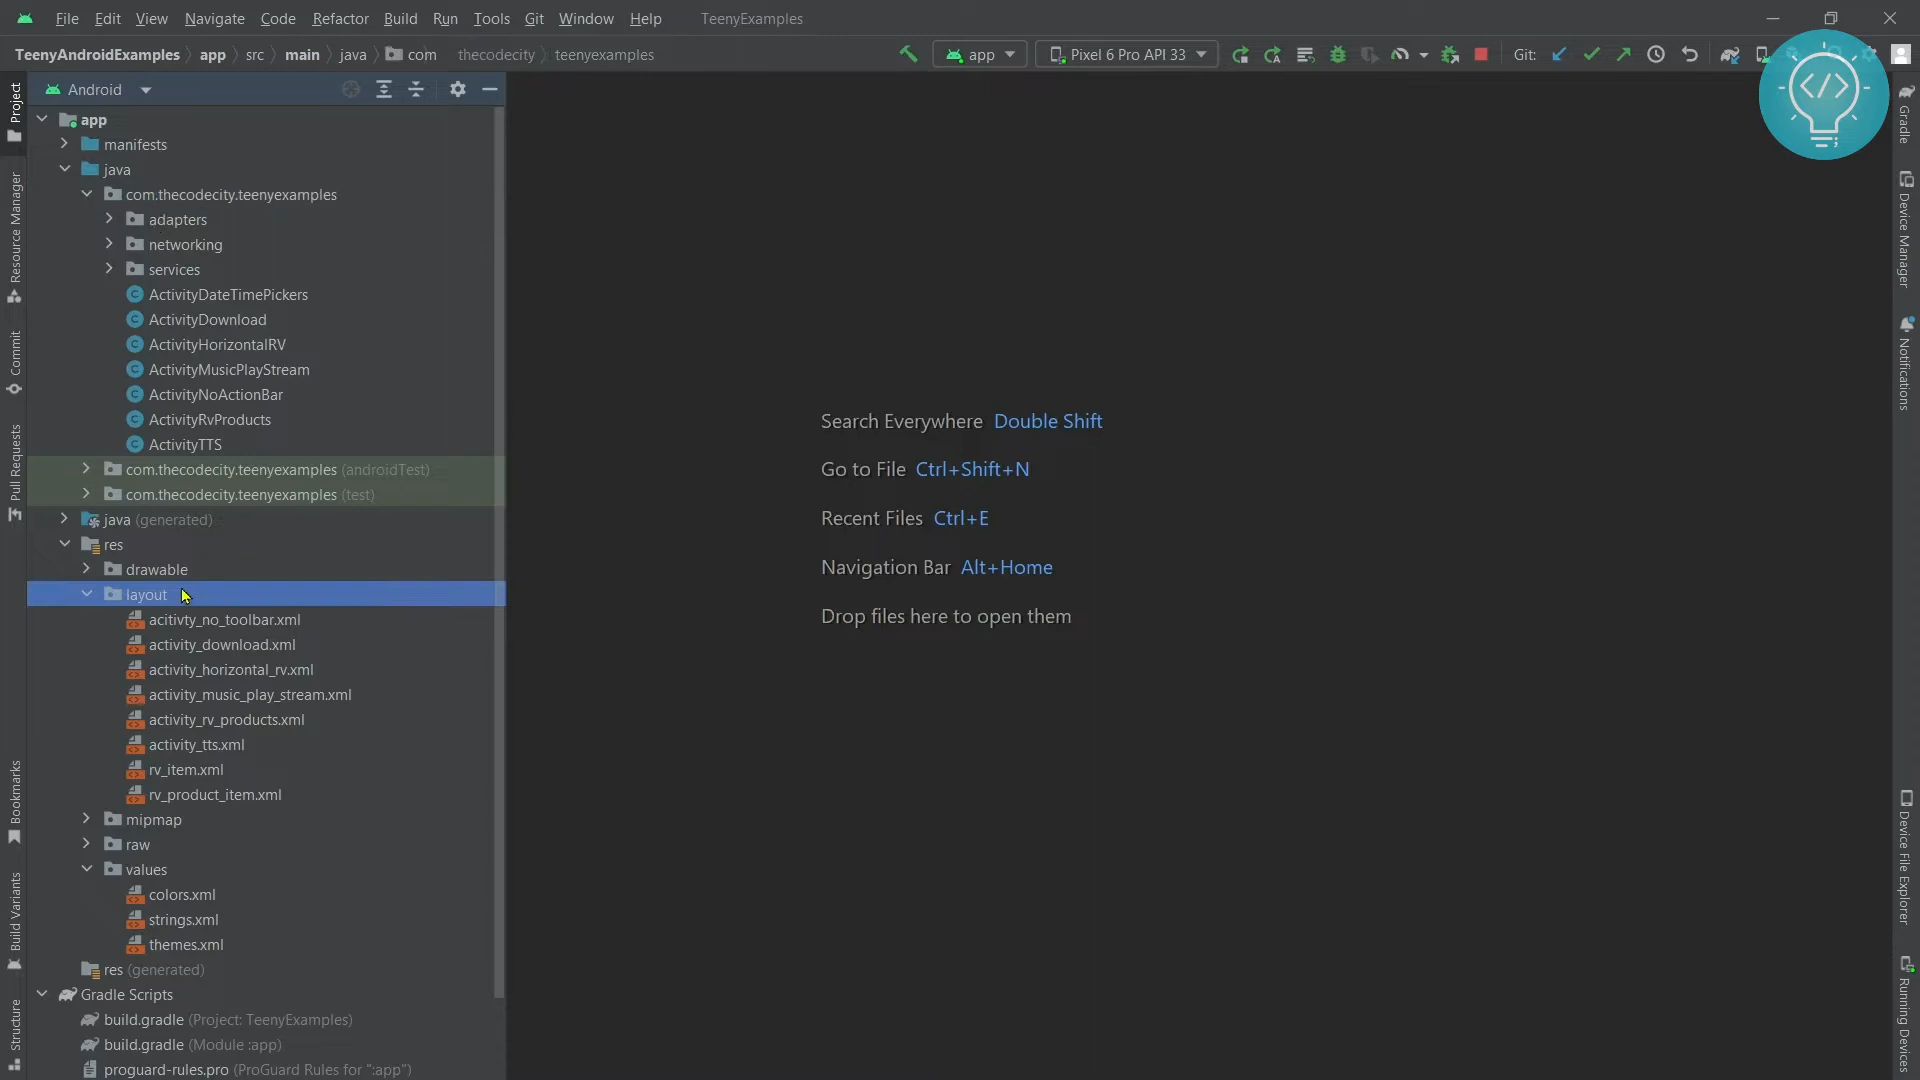 File Edit View Navigate Code Refactor Build Run Tools Git Window Help TeenyExamples
TeenyAndroidExamples app src main java com thecodecity teenyexamples app Pixel 6 Pro API 33 Git:
Android
Project
Resource Manager
Commit
Pull Requests
Bookmarks
Build Variants
Structure
app
manifests
java
com.thecodecity.teenyexamples
adapters
networking
services
ActivityDateTimePickers
ActivityDownload
ActivityHorizontalRV
ActivityMusicPlayStream
ActivityNoActionBar
ActivityRvProducts
ActivityTTS
com.thecodecity.teenyexamples (androidTest)
com.thecodecity.teenyexamples (test)
java (generated)
res
drawable
layout
acitivty_no_toolbar.xml
activity_download.xml
activity_horizontal_rv.xml
activity_music_play_stream.xml
activity_rv_products.xml
activity_tts.xml
rv_item.xml
rv_product_item.xml
mipmap
raw
values
colors.xml
strings.xml
themes.xml
res (generated)
Gradle Scripts
build.gradle (Project: TeenyExamples)
build.gradle (Module :app)
proguard-rules.pro (ProGuard Rules for ":app")
Search Everywhere Double Shift
Go to File Ctrl+Shift+N
Recent Files Ctrl+E
Navigation Bar Alt+Home
Drop files here to open them
</>
Gradle
Device Manager
Notifications
Device File Explorer
Running Devices